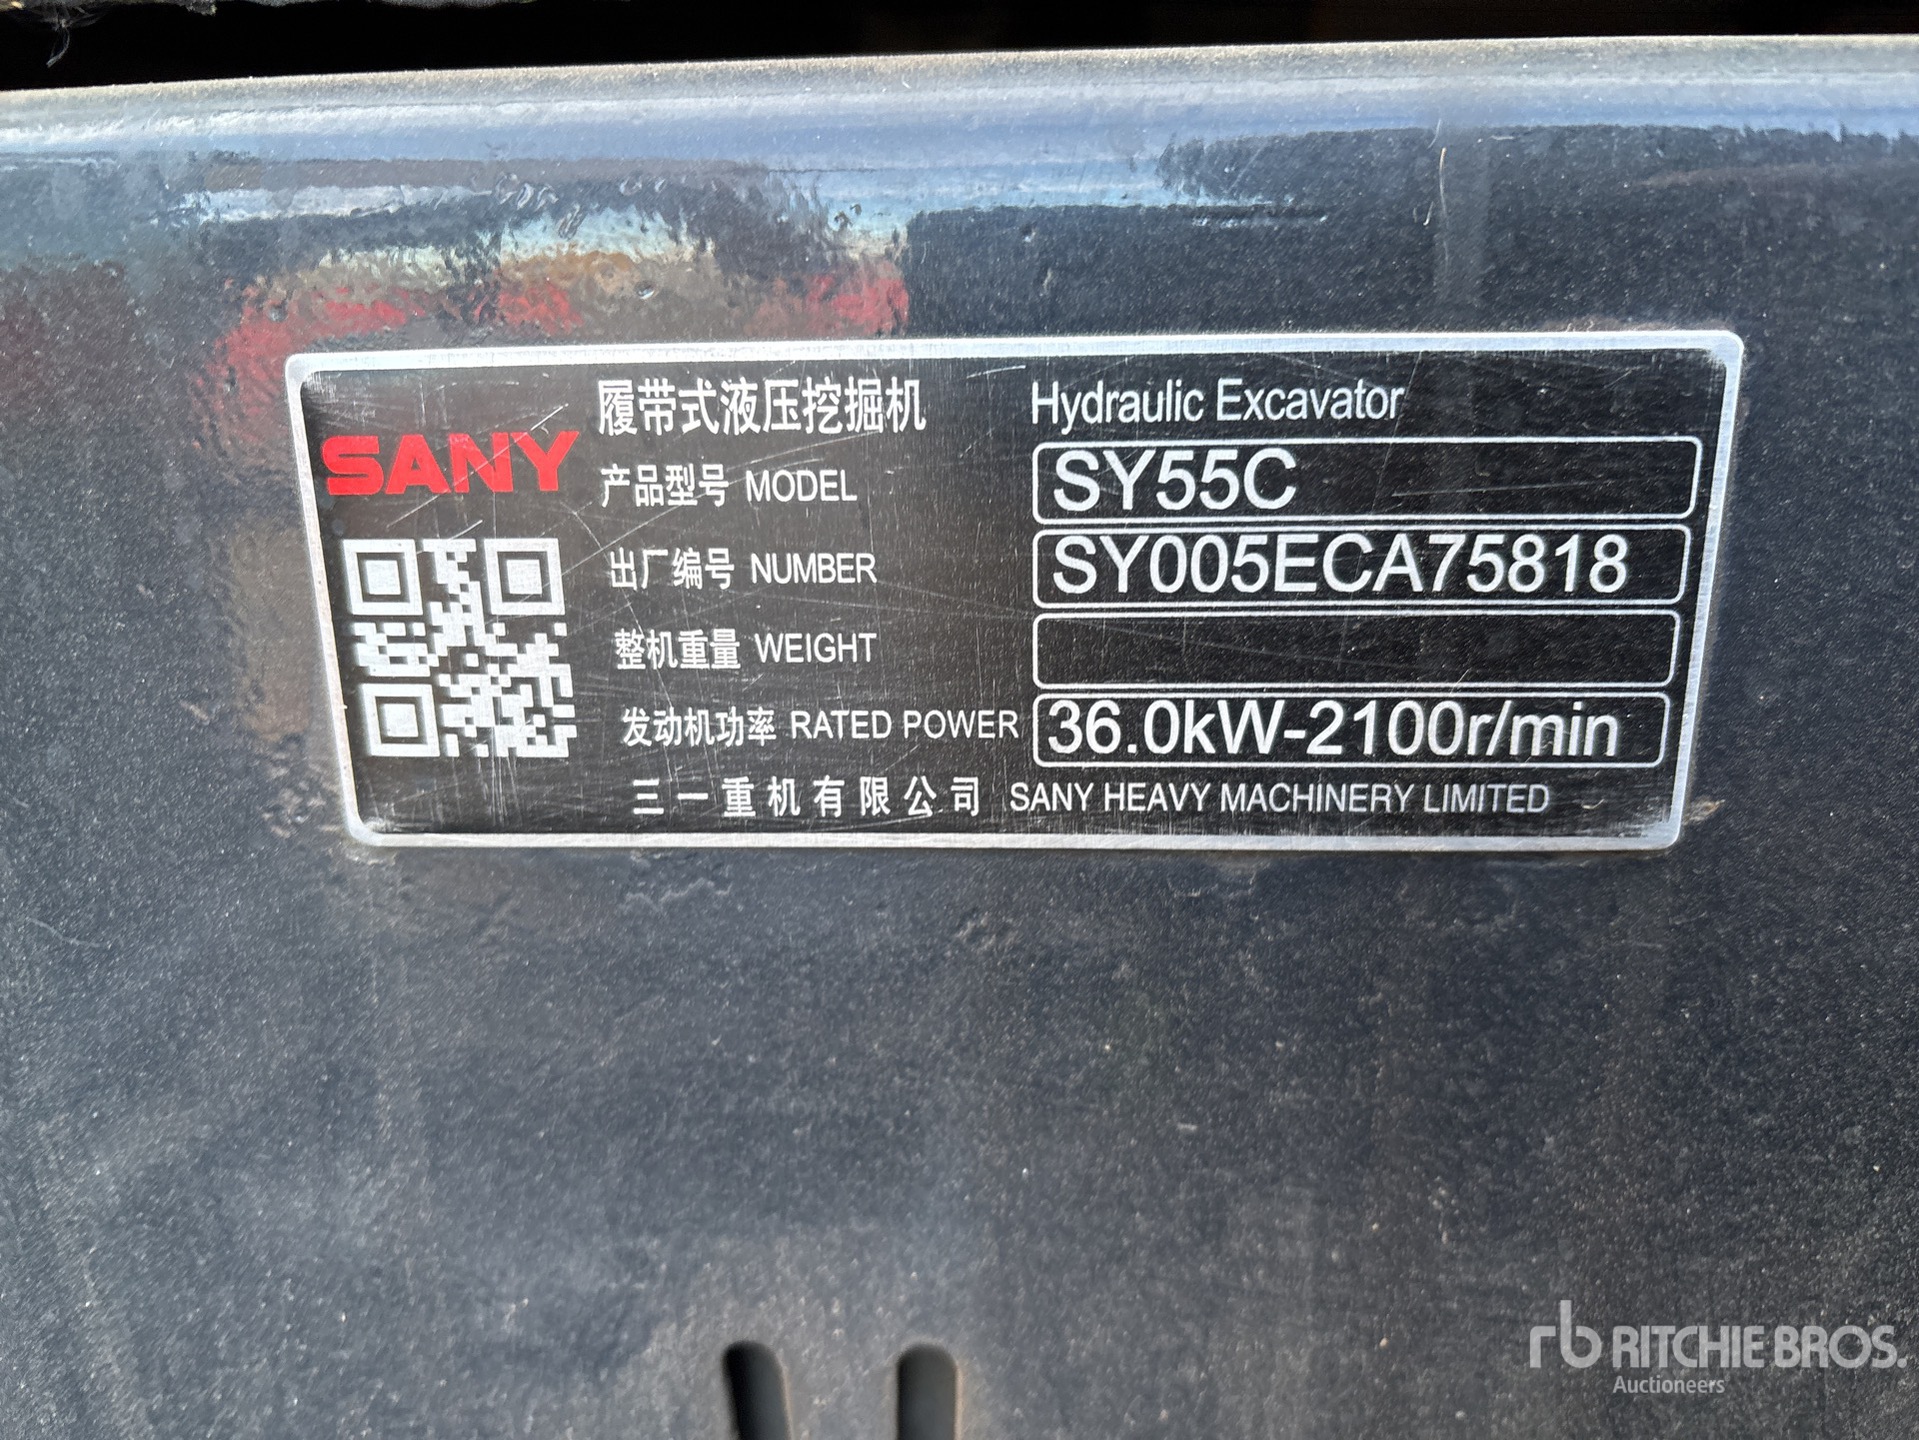 SANY
履带式液压挖掘机 Hydraulic Excavator
产品型号 MODEL SY55C
出厂编号 NUMBER SY005ECA75818
整机重量 WEIGHT
发动机功率 RATED POWER 36.0kW-2100r/min
三一重机有限公司 SANY HEAVY MACHINERY LIMITED
rb RITCHIE BROS.
Auctioneers